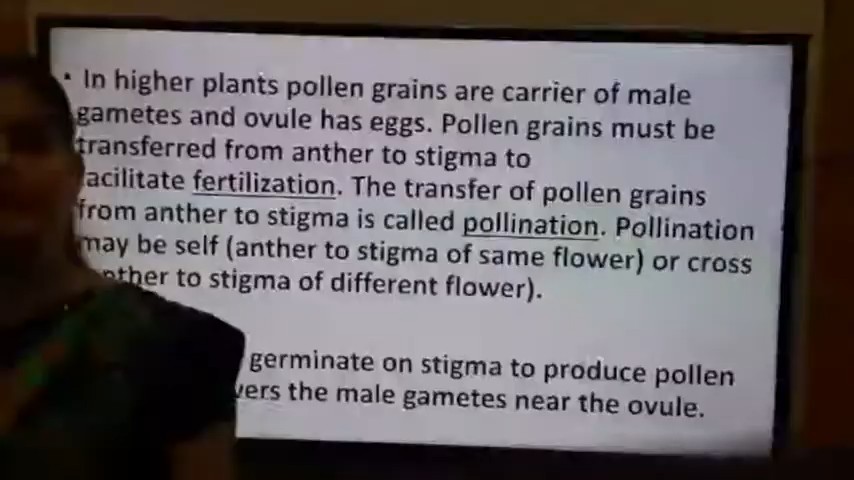 • In higher plants pollen grains are carrier of male
gametes and ovule has eggs. Pollen grains must be
transferred from anther to stigma to
facilitate fertilization. The transfer of pollen grains
from anther to stigma is called pollination. Pollination
may be self (anther to stigma of same flower) or cross
to stigma of different flower).
germinate on stigma to produce pollen
the male gametes near the ovule.